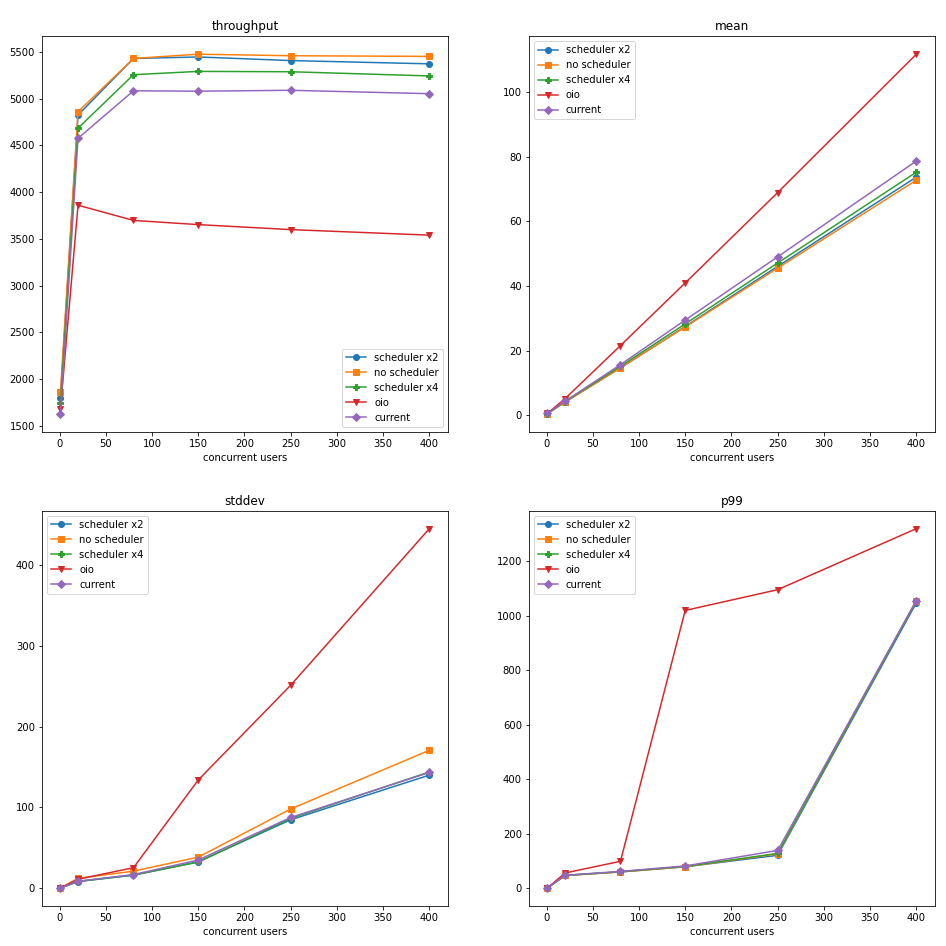 throughput
5500
5000
4500
4000
3500
3000
2500
2000
1500
scheduler x2
no scheduler
scheduler x4
oio
current
0 50 100 150 200 250 300 350 400
concurrent users
mean
scheduler x2
no scheduler
scheduler x4
oio
current
100
80
60
40
20
0
0 50 100 150 200 250 300 350 400
concurrent users
stddev
scheduler x2
no scheduler
scheduler x4
oio
current
400
300
200
100
0
0 50 100 150 200 250 300 350 400
concurrent users
p99
scheduler x2
no scheduler
scheduler x4
oio
current
1200
1000
800
600
400
200
0
0 50 100 150 200 250 300 350 400
concurrent users